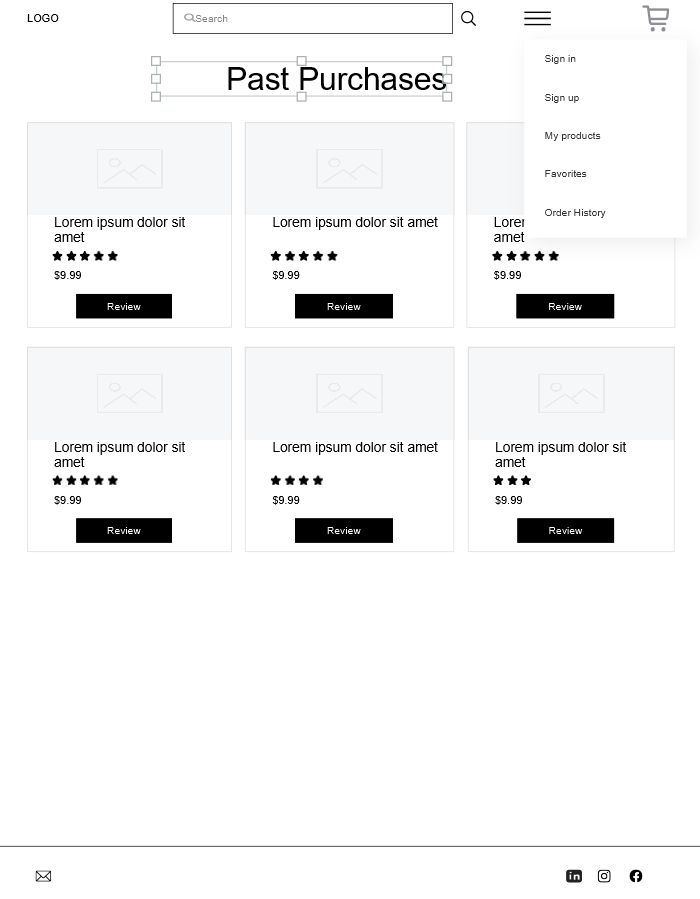 LOGO
Search
Past Purchases
Sign in
Sign up
My products
Favorites
Order History
Lorem ipsum dolor sit
amet
$9.99
Review
Lorem ipsum dolor sit amet
$9.99
Review
Lorem
amet
$9.99
Review
Lorem ipsum dolor sit
amet
$9.99
Review
Lorem ipsum dolor sit amet
$9.99
Review
Lorem ipsum dolor sit
amet
$9.99
Review